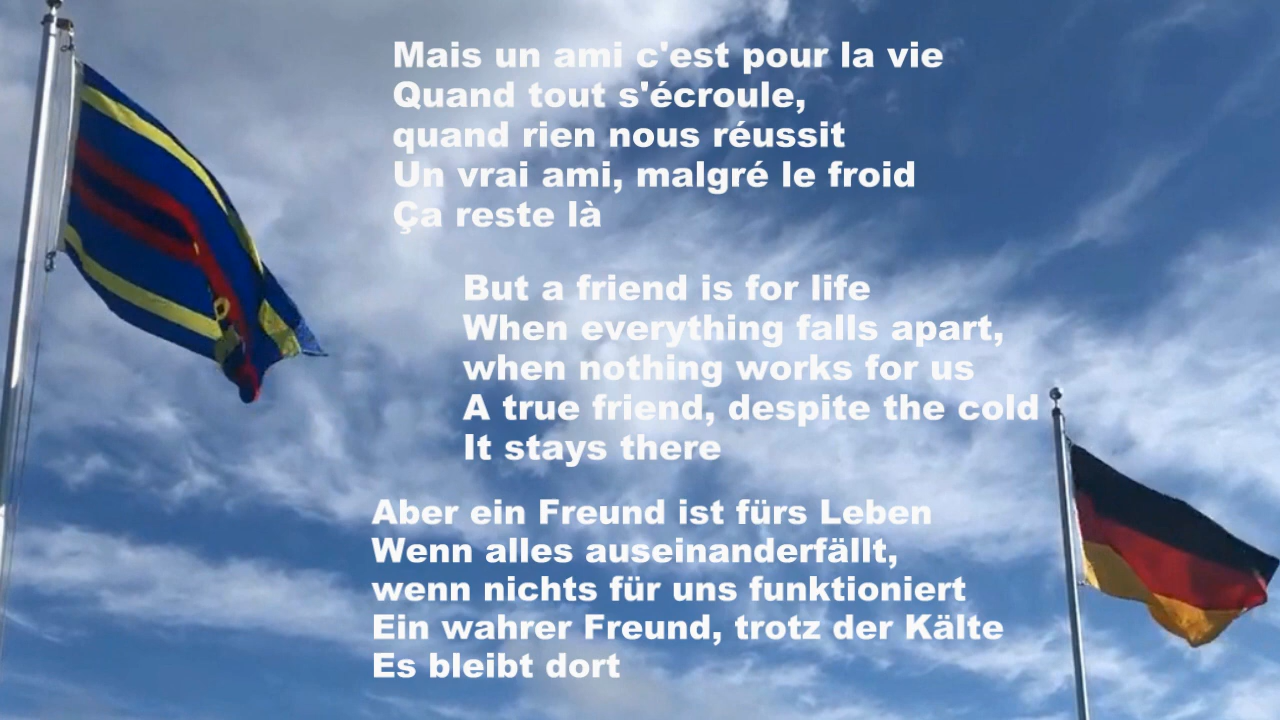 Mais un ami c'est pour la vie
Quand tout s'écroule,
quand rien nous réussit
Un vrai ami, malgré le froid
Ça reste là
But a friend is for life
When everything falls apart,
when nothing works for us
A true friend, despite the cold
It stays there
Aber ein Freund ist fürs Leben
Wenn alles auseinanderfällt,
wenn nichts für uns funktioniert
Ein wahrer Freund, trotz der Kälte
Es bleibt dort